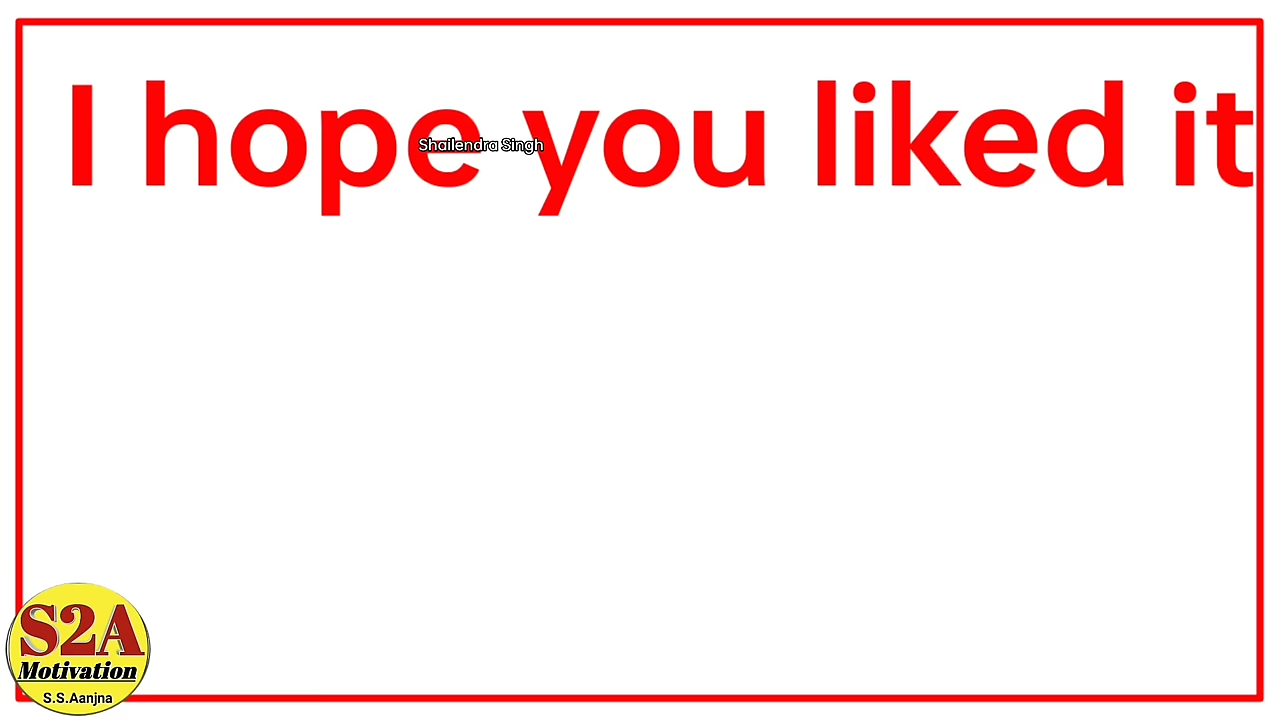 I hope you liked it
Shailendra Singh
S2A
Motivation
S.S.Aanjna